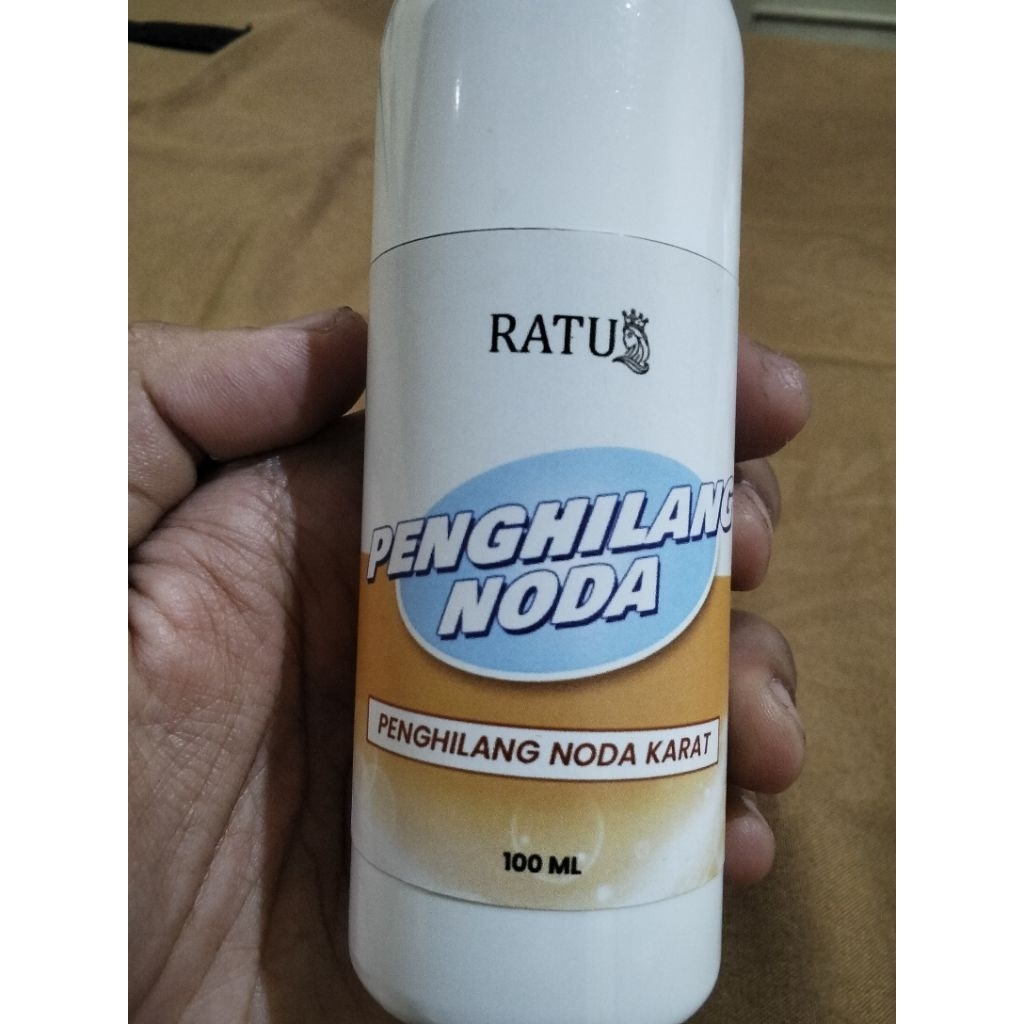 RATU
PENGHILANG
NODA
PENGHILANG NODA KARAT
100 ML